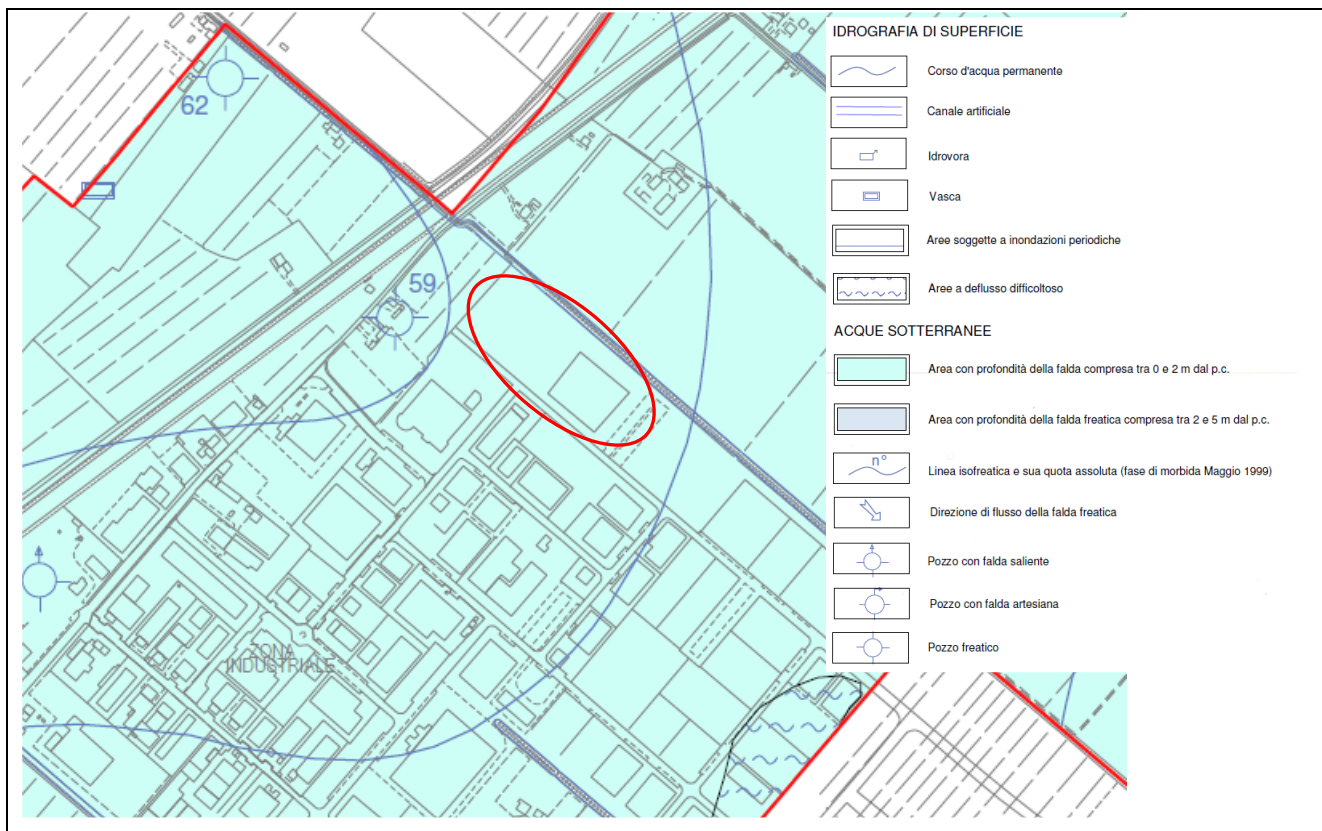 62
59
ZONA
INDUSTRIALE
IDROGRAFIA DI SUPERFICIE
Corso d'acqua permanente
Canale artificiale
Idrovora
Vasca
Aree soggette a inondazioni periodiche
Aree a deflusso difficoltoso
ACQUE SOTTERRANEE
Area con profondità della falda compresa tra 0 e 2 m dal p.c.
Area con profondità della falda freatica compresa tra 2 e 5 m dal p.c.
n°
Linea isofreatica e sua quota assoluta (fase di morbida Maggio 1999)
Direzione di flusso della falda freatica
Pozzo con falda saliente
Pozzo con falda artesiana
Pozzo freatico